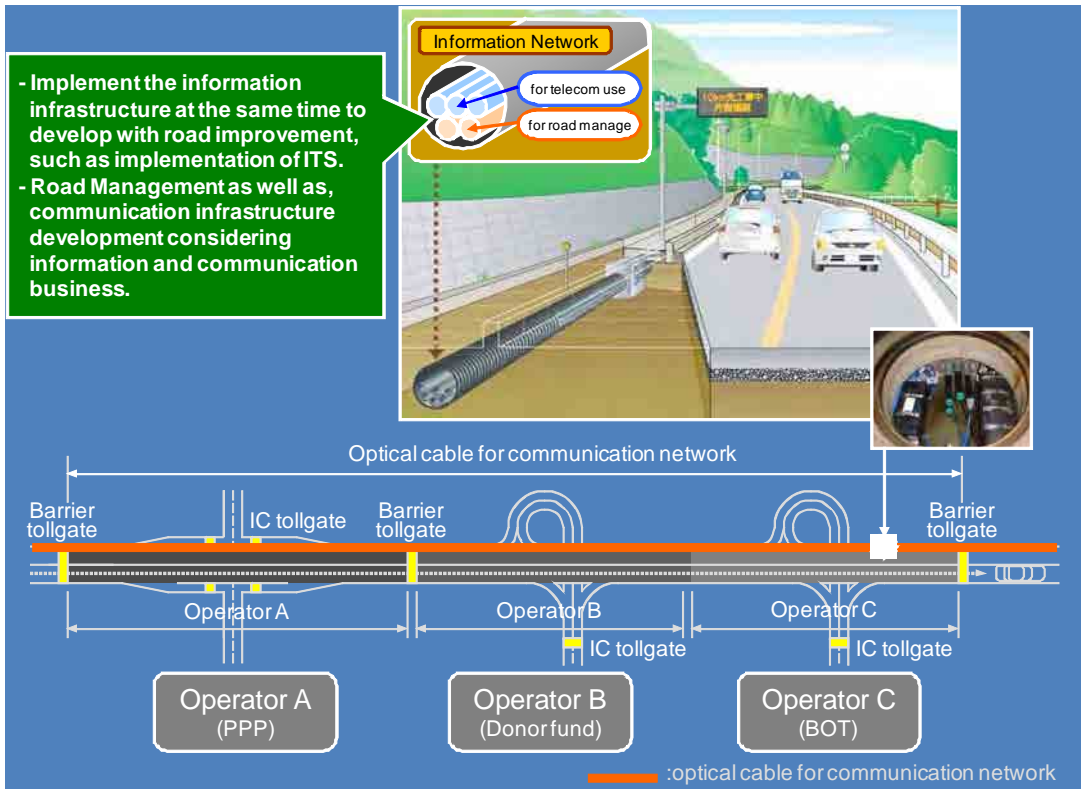 - Implement the information
infrastructure at the same time to
develop with road improvement,
such as implementation of ITS.
- Road Management as well as,
communication infrastructure
development considering
information and communication
business.
Information Network
for telecom use
for road manage
Optical cable for communication network
Barrier
tollgate
IC tollgate
Barrier
tollgate
Barrier
tollgate
Operator A
Operator B
Operator C
IC tollgate
IC tollgate
Operator A
(PPP)
Operator B
(Donor fund)
Operator C
(BOT)
:optical cable for communication network